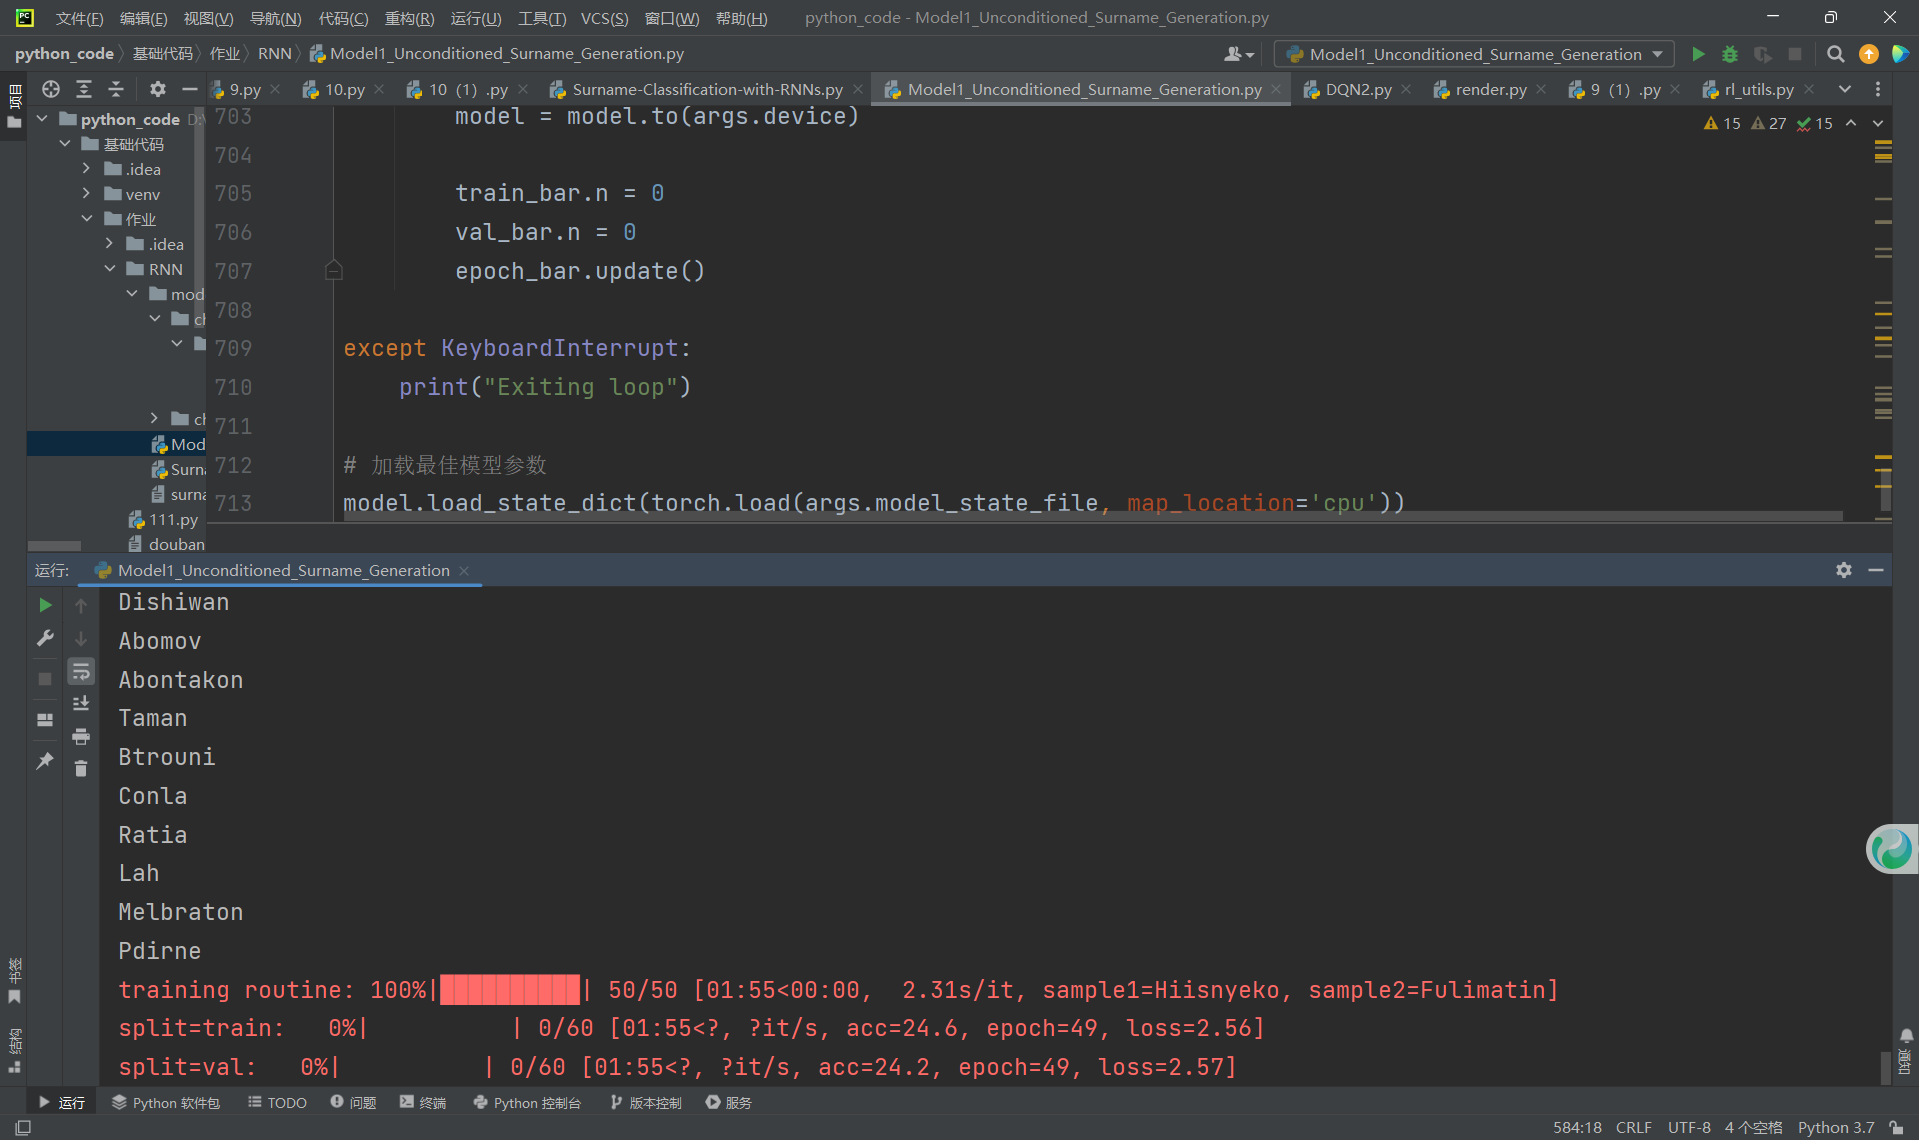 文件(F) 编辑(E) 视图(V) 导航(N) 代码(C) 重构(R) 运行(U) 工具(T) VCS(S) 窗口(W) 帮助(H) python_code - Model1_Unconditioned_Surname_Generation.py
python_code 基础代码 作业 RNN Model1_Unconditioned_Surname_Generation.py Model1_Unconditioned_Surname_Generation
项目
9.py 10.py 10 (1) .py Surname-Classification-with-RNNs.py Model1_Unconditioned_Surname_Generation.py DQN2.py render.py 9 (1) .py rl_utils.py
python_code
基础代码
.idea
venv
作业
.idea
RNN
mod
Mod
Surna
surna
111.py
douban
15 27 15
703 model = model.to(args.device)
704
705 train_bar.n = 0
706 val_bar.n = 0
707 epoch_bar.update()
708
709 except KeyboardInterrupt:
710 print("Exiting loop")
711
712 # 加载最佳模型参数
713 model.load_state_dict(torch.load(args.model_state_file, map_location='cpu'))
运行: Model1_Unconditioned_Surname_Generation
Dishiwan
Abomov
Abontakon
Taman
Btrouni
Conla
Ratia
Lah
Melbraton
Pdirne
training routine: 100%|██████████| 50/50 [01:55<00:00,  2.31s/it, sample1=Hiisnyeko, sample2=Fulimatin]
split=train:   0%|          | 0/60 [01:55<?, ?it/s, acc=24.6, epoch=49, loss=2.56]
split=val:   0%|          | 0/60 [01:55<?, ?it/s, acc=24.2, epoch=49, loss=2.57]
书签
结构
通知
运行 Python 软件包 TODO 问题 终端 Python 控制台 版本控制 服务
584:18 CRLF UTF-8 4 个空格 Python 3.7